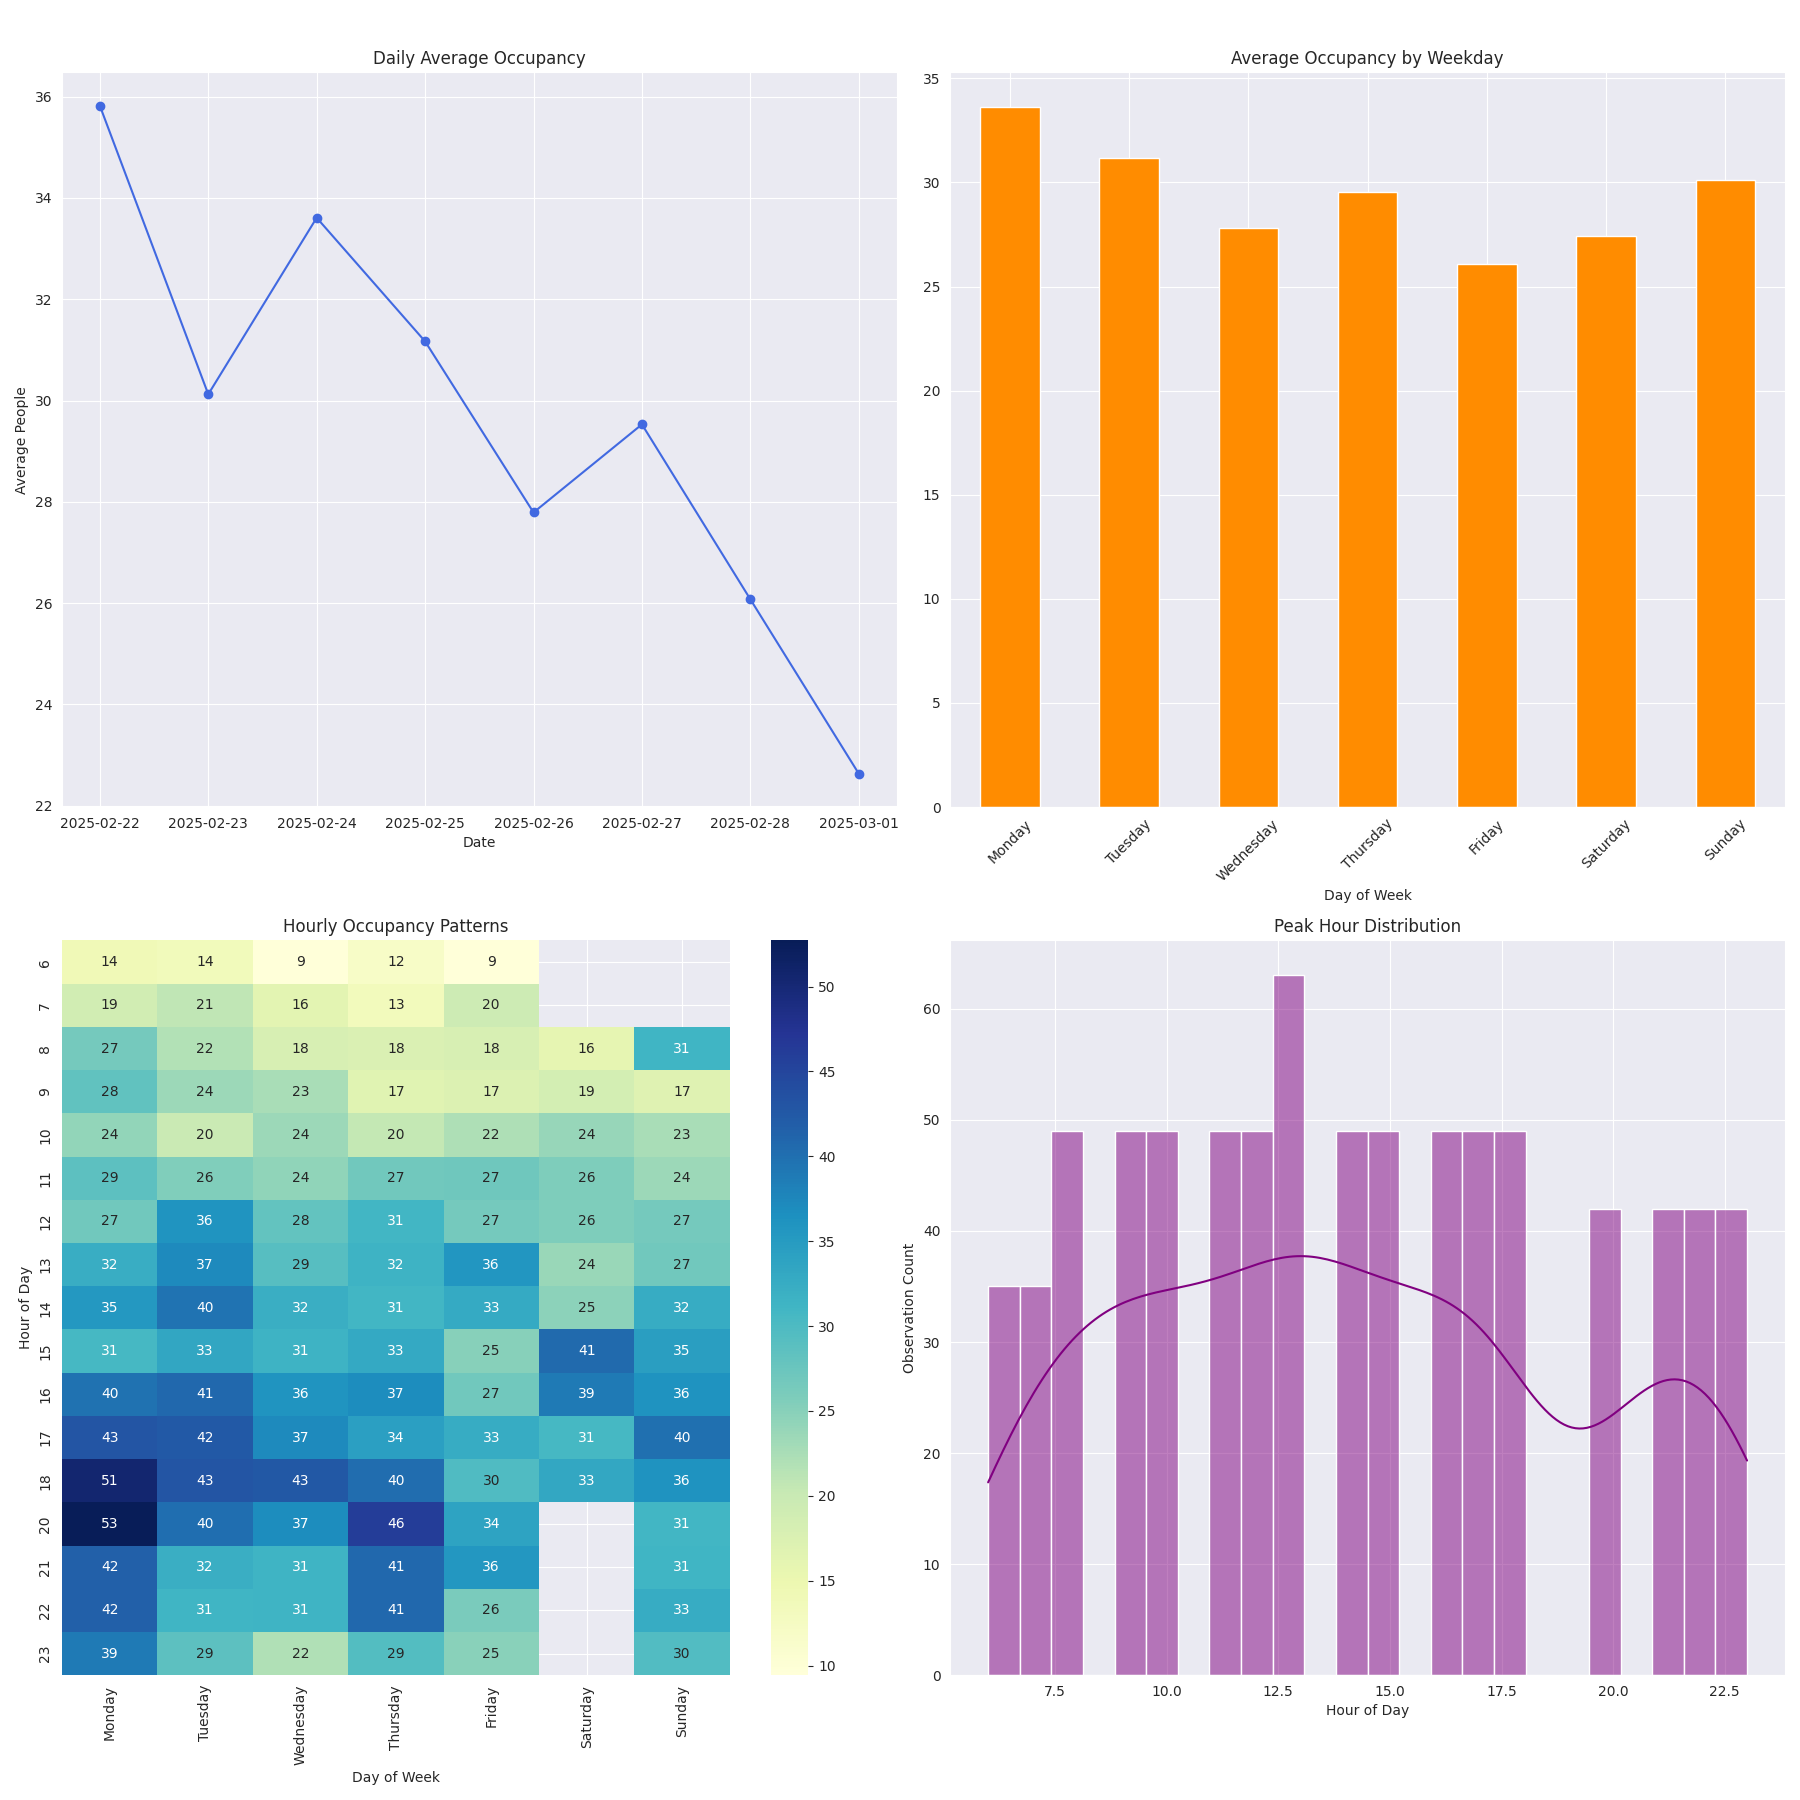 Daily Average Occupancy
36
34
32
30
28
26
24
22
Average People
2025-02-22 2025-02-23 2025-02-24 2025-02-25 2025-02-26 2025-02-27 2025-02-28 2025-03-01
Date
Average Occupancy by Weekday
35
30
25
20
15
10
5
0
Monday Tuesday Wednesday Thursday Friday Saturday Sunday
Day of Week
Hourly Occupancy Patterns
Hour of Day
6 14 14 9 12 9
7 19 21 16 13 20
8 27 22 18 18 18 16 31
9 28 24 23 17 17 19 17
10 24 20 24 20 22 24 23
11 29 26 24 27 27 26 24
12 27 36 28 31 27 26 27
13 32 37 29 32 36 24 27
14 35 40 32 31 33 25 32
15 31 33 31 33 25 41 35
16 40 41 36 37 27 39 36
17 43 42 37 34 33 31 40
18 51 43 43 40 30 33 36
20 53 40 37 46 34 31
21 42 32 31 41 36 31
22 42 31 31 41 26 33
23 39 29 22 29 25 30
Monday Tuesday Wednesday Thursday Friday Saturday Sunday
Day of Week
50
45
40
35
30
25
20
15
10
Peak Hour Distribution
60
50
40
30
20
10
0
Observation Count
7.5 10.0 12.5 15.0 17.5 20.0 22.5
Hour of Day